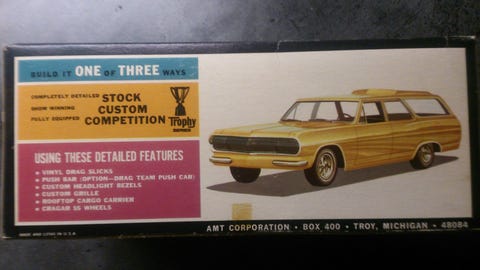 BUILD IT ONE OF THREE WAYS
COMPLETELY DETAILED STOCK
SHOW WINNING CUSTOM
FULLY EQUIPPED COMPETITION
Trophy
SERIES
USING THESE DETAILED FEATURES
VINYL DRAG SLICKS
PUSH BAR (OPTION-DRAG TEAM PUSH CAR)
CUSTOM HEADLIGHT BEZELS
CUSTOM GRILLE
ROOFTOP CARGO CARRIER
CRAGAR SS WHEELS
AMT CORPORATION • BOX 400 • TROY, MICHIGAN • 48084